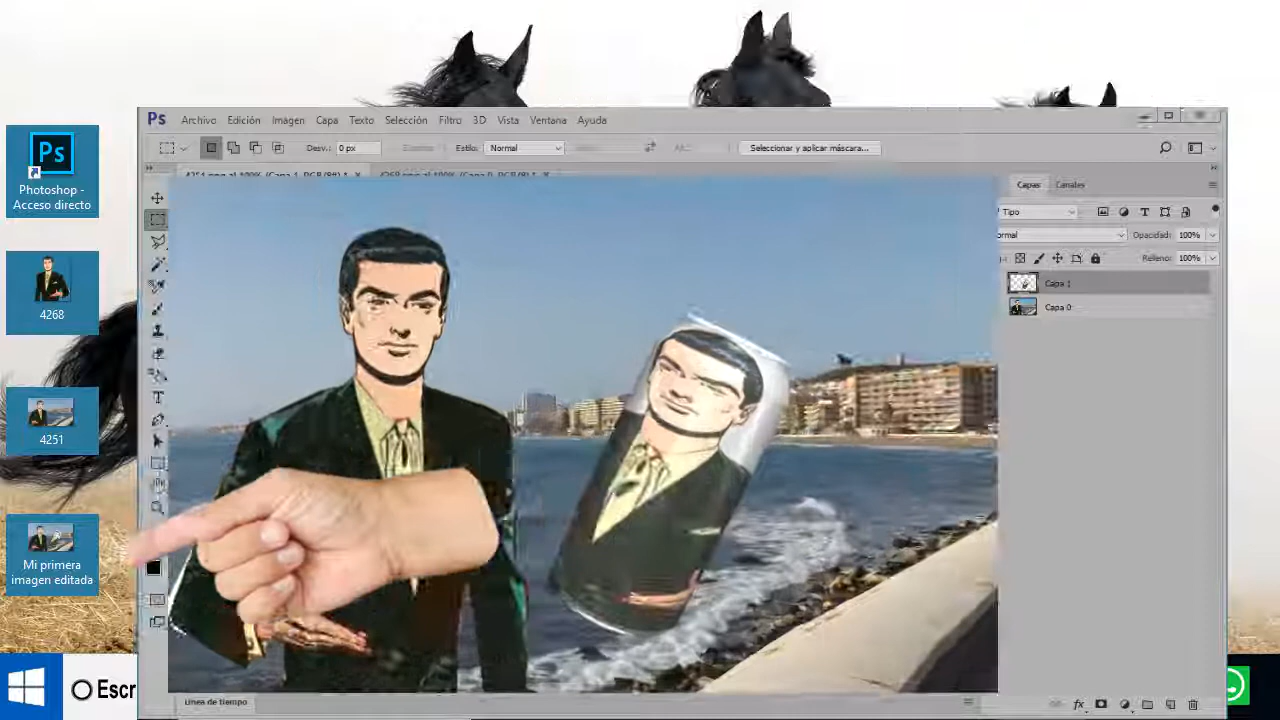 Ps Archivo Edición Imagen Capa Texto Selección Filtro 3D Vista Ventana Ayuda
Desv.: 0 px Estilo: Normal Seleccionar y aplicar máscara...
Capas Canales
Tipo
Opacidad: 100%
Relleno: 100%
Capa 1
Capa 0
Ps
Photoshop -
Acceso directo
4268
4251
Mi primera
imagen editada
Línea de tiempo
Escr
fx